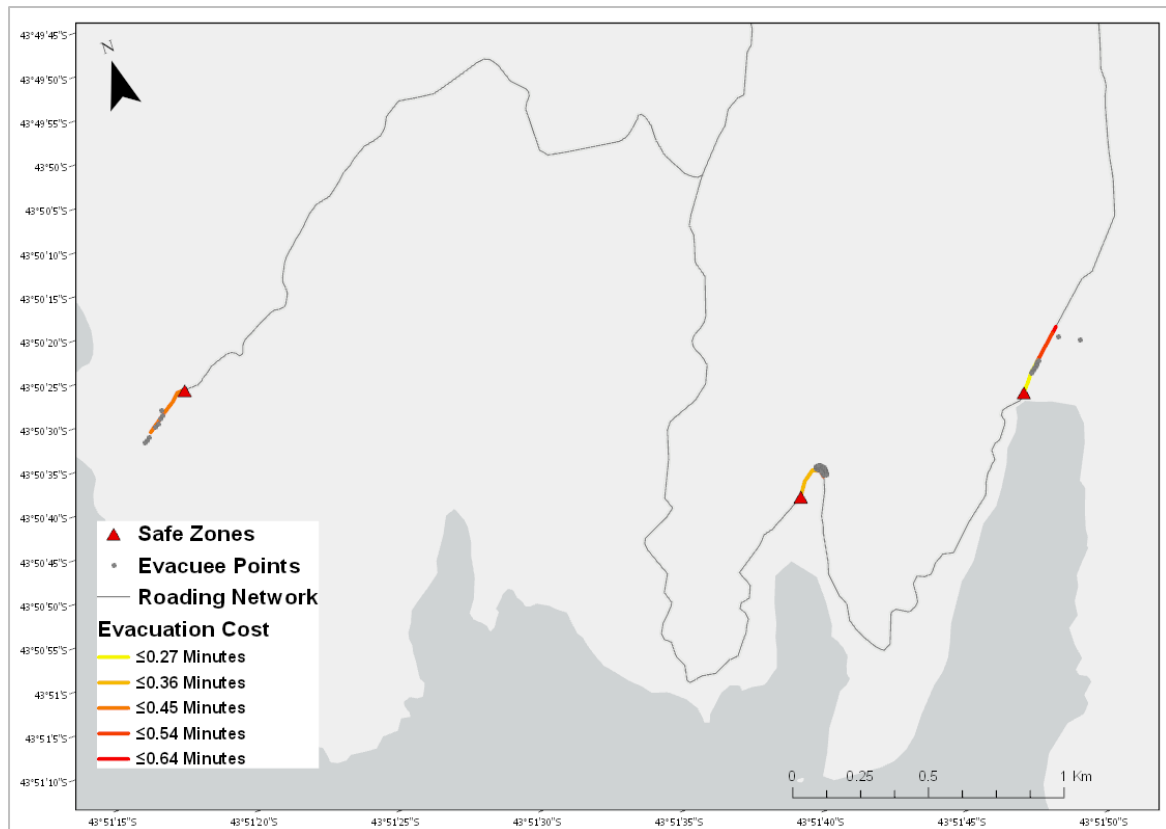 43°49'45"S
N
43°49'50"S
43°49'55"S
43°50'S
43°50'5"S
43°50'10"S
43°50'15"S
43°50'20"S
43°50'25"S
43°50'30"S
43°50'35"S
43°50'40"S
43°50'45"S
43°50'50"S
43°50'55"S
43°51'S
43°51'5"S
43°51'10"S
Safe Zones
Evacuee Points
Roading Network
Evacuation Cost
≤0.27 Minutes
≤0.36 Minutes
≤0.45 Minutes
≤0.54 Minutes
≤0.64 Minutes
0 0.25 0.5 1 Km
43°51'15"S 43°51'20"S 43°51'25"S 43°51'30"S 43°51'35"S 43°51'40"S 43°51'45"S 43°51'50"S